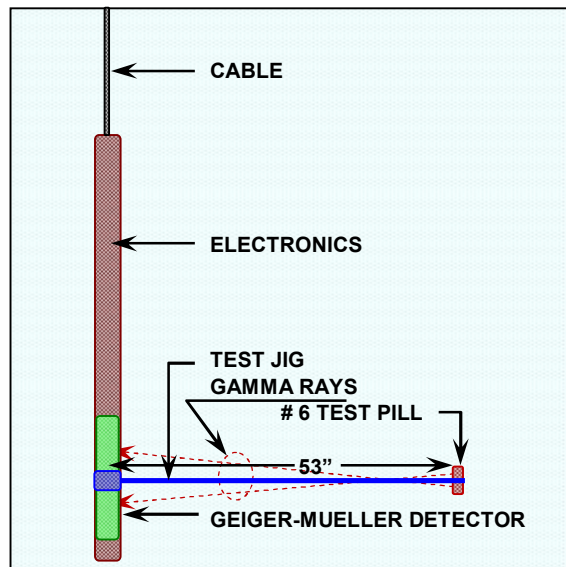 CABLE
ELECTRONICS
TEST JIG
GAMMA RAYS
# 6 TEST PILL
53”
GEIGER-MUELLER DETECTOR